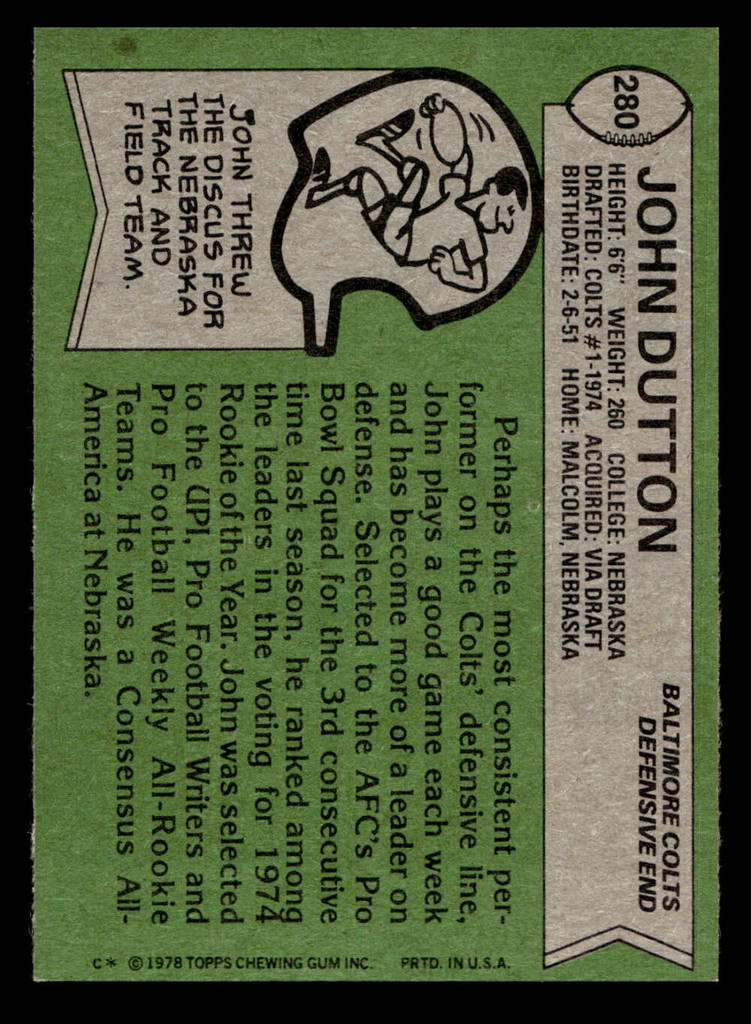 280
JOHN DUTTON
BALTIMORE COLTS
DEFENSIVE END
HEIGHT: 6'6" WEIGHT: 260 COLLEGE: NEBRASKA
DRAFTED: COLTS #1-1974 ACQUIRED: VIA DRAFT
BIRTHDATE: 2-6-51 HOME: MALCOLM, NEBRASKA
JOHN THREW
THE DISCUS FOR
THE NEBRASKA
TRACK AND
FIELD TEAM.
Perhaps the most consistent per-
former on the Colts' defensive line,
John plays a good game each week
and has become more of a leader on
defense. Selected to the AFC's Pro
Bowl Squad for the 3rd consecutive
time last season, he ranked among
the leaders in the voting for 1974
Rookie of the Year. John was selected
to the UPI, Pro Football Writers and
Pro Football Weekly All-Rookie
Teams. He was a Consensus All-
America at Nebraska.
C* © 1978 TOPPS CHEWING GUM INC. PRTD. IN U.S.A.